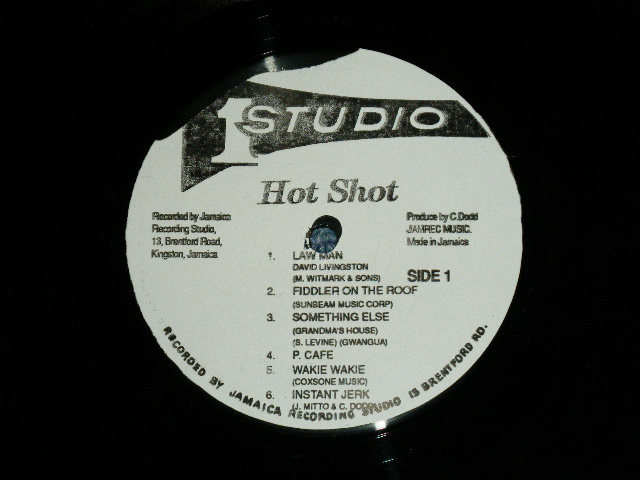 1 STUDIO
Hot Shot
Recorded by Jamaica
Recording Studio,
13, Brentford Road,
Kingston, Jamaica
Produce by C.Dodd
JAMREC MUSIC.
Made in Jamaica
SIDE 1
1. LAW MAN
DAVID LIVINGSTON
(M. WITMARK & SONS)
2. FIDDLER ON THE ROOF
(SUNBEAM MUSIC CORP)
3. SOMETHING ELSE
(GRANDMA'S HOUSE)
(S. LEVINE) (GWANGUA)
4. P. CAFE
5. WAKIE WAKIE
(COXSONE MUSIC)
6. INSTANT JERK
(J. MITTO & C. DODD)
RECORDED BY JAMAICA RECORDING STUDIO 13 BRENTFORD RD.